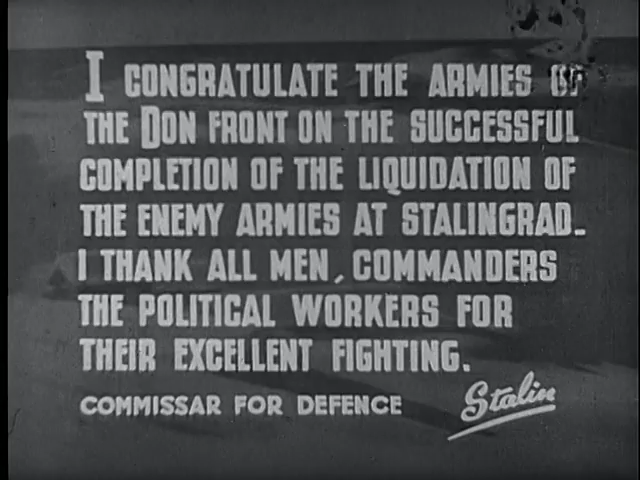 I CONGRATULATE THE ARMIES OF
THE DON FRONT ON THE SUCCESSFUL
COMPLETION OF THE LIQUIDATION OF
THE ENEMY ARMIES AT STALINGRAD.
I THANK ALL MEN, COMMANDERS
THE POLITICAL WORKERS FOR
THEIR EXCELLENT FIGHTING.
COMMISSAR FOR DEFENCE Stalin